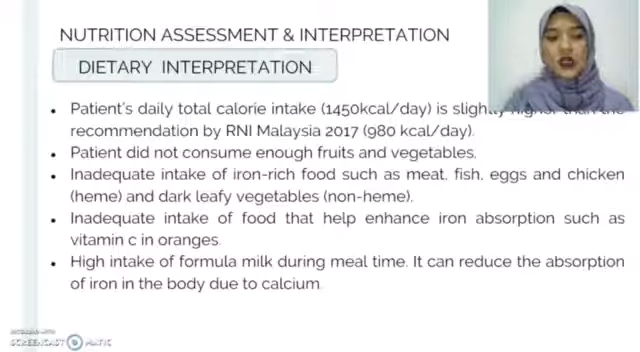 NUTRITION ASSESSMENT & INTERPRETATION
DIETARY INTERPRETATION
• Patient's daily total calorie intake (1450kcal/day) is slightly higher than the
recommendation by RNI Malaysia 2017 (980 kcal/day).
• Patient did not consume enough fruits and vegetables.
• Inadequate intake of iron-rich food such as meat, fish, eggs and chicken
(heme) and dark leafy vegetables (non-heme).
• Inadequate intake of food that help enhance iron absorption such as
vitamin c in oranges.
• High intake of formula milk during meal time. It can reduce the absorption
of iron in the body due to calcium.
RECORDED WITH
SCREENCAST MATIC